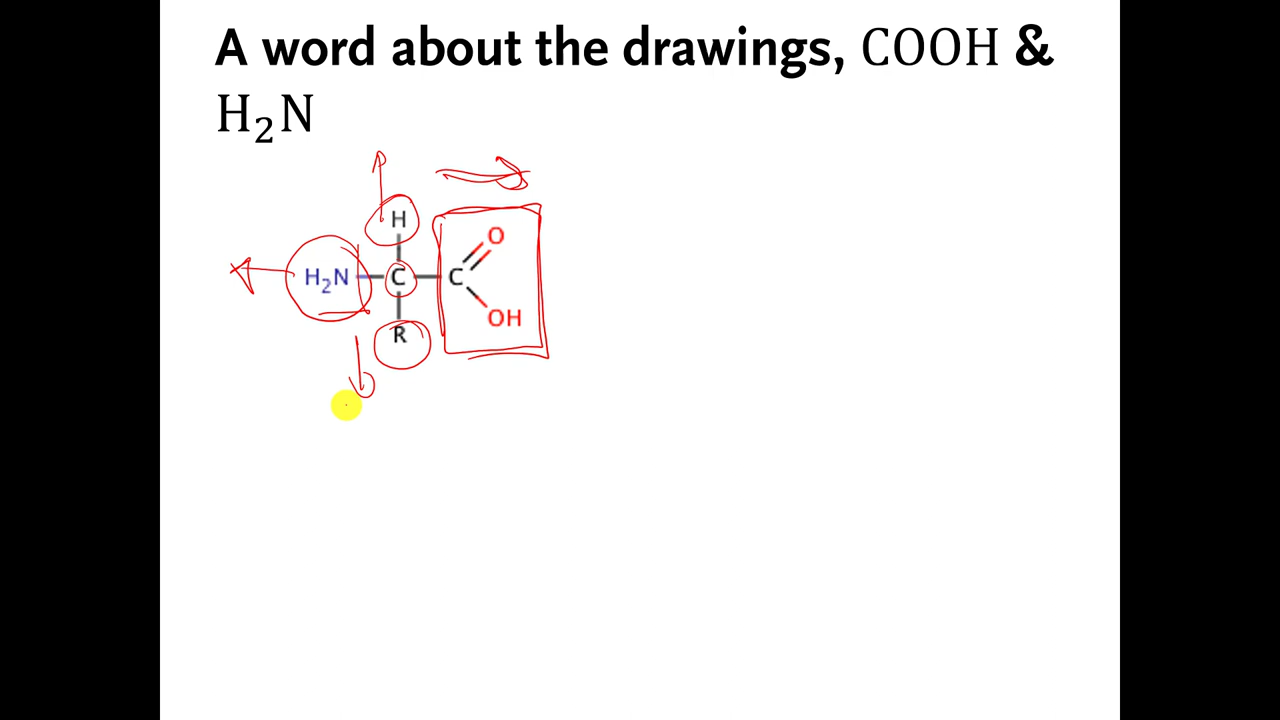 A word about the drawings, COOH &
H₂N
H
O
H₂N C C
OH
R